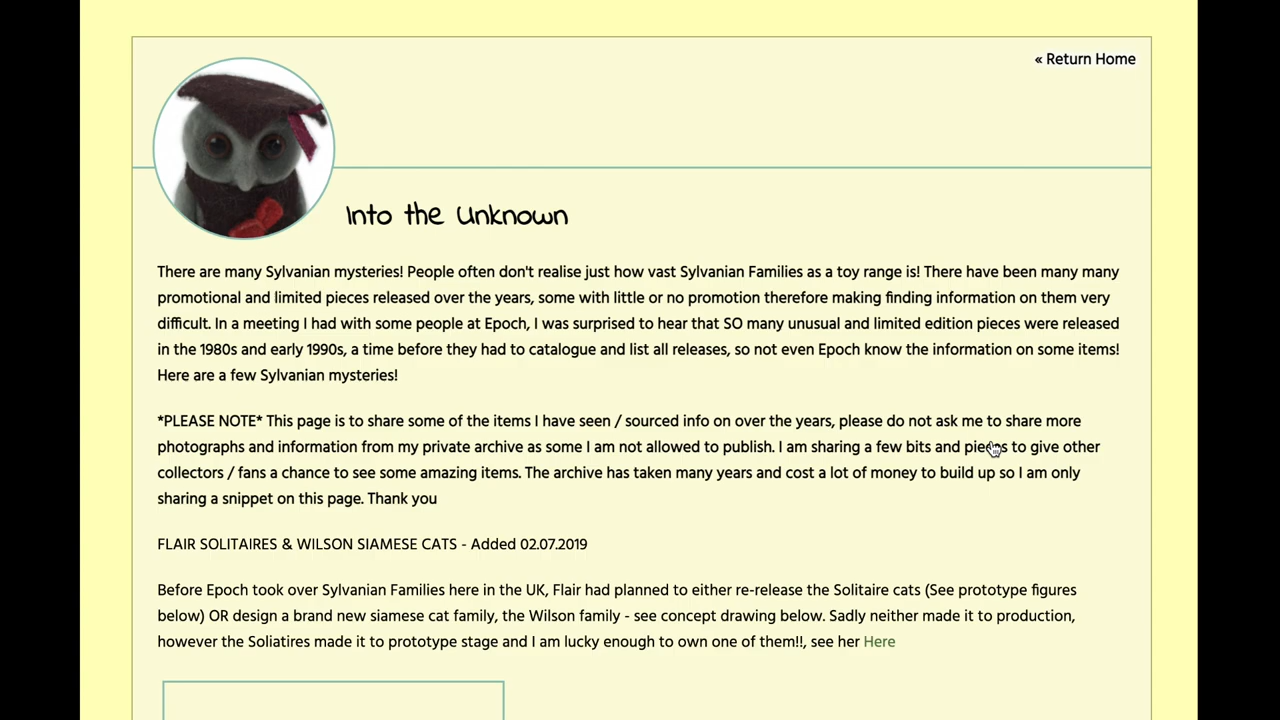 « Return Home
Into the Unknown
There are many Sylvanian mysteries! People often don't realise just how vast Sylvanian Families as a toy range is! There have been many many
promotional and limited pieces released over the years, some with little or no promotion therefore making finding information on them very
difficult. In a meeting I had with some people at Epoch, I was surprised to hear that SO many unusual and limited edition pieces were released
in the 1980s and early 1990s, a time before they had to catalogue and list all releases, so not even Epoch know the information on some items!
Here are a few Sylvanian mysteries!
*PLEASE NOTE* This page is to share some of the items I have seen / sourced info on over the years, please do not ask me to share more
photographs and information from my private archive as some I am not allowed to publish. I am sharing a few bits and pieces to give other
collectors / fans a chance to see some amazing items. The archive has taken many years and cost a lot of money to build up so I am only
sharing a snippet on this page. Thank you
FLAIR SOLITAIRES & WILSON SIAMESE CATS - Added 02.07.2019
Before Epoch took over Sylvanian Families here in the UK, Flair had planned to either re-release the Solitaire cats (See prototype figures
below) OR design a brand new siamese cat family, the Wilson family - see concept drawing below. Sadly neither made it to production,
however the Soliatires made it to prototype stage and I am lucky enough to own one of them!!, see her Here